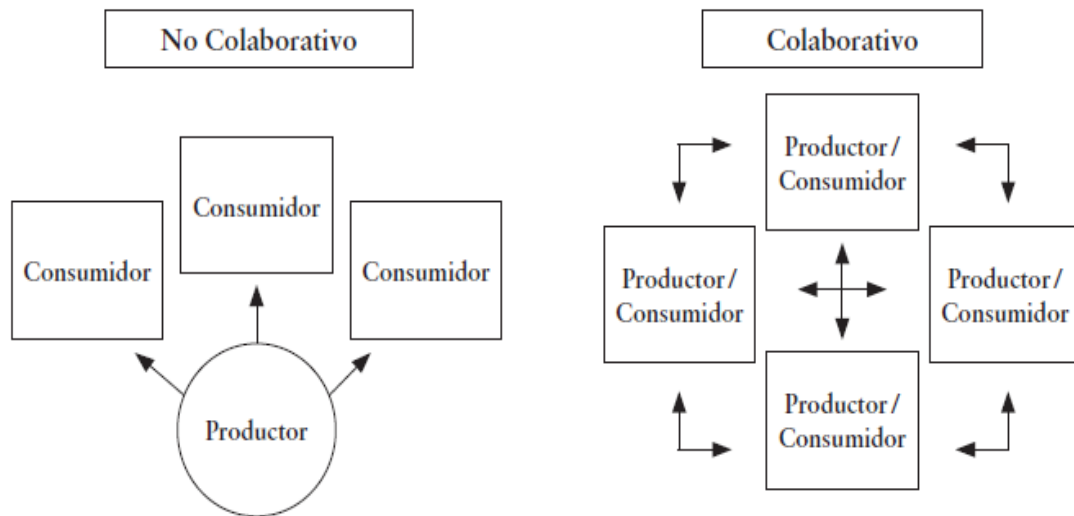 No Colaborativo
Consumidor
Consumidor
Consumidor
Productor
Colaborativo
Productor/
Consumidor
Productor/
Consumidor
Productor/
Consumidor
Productor/
Consumidor